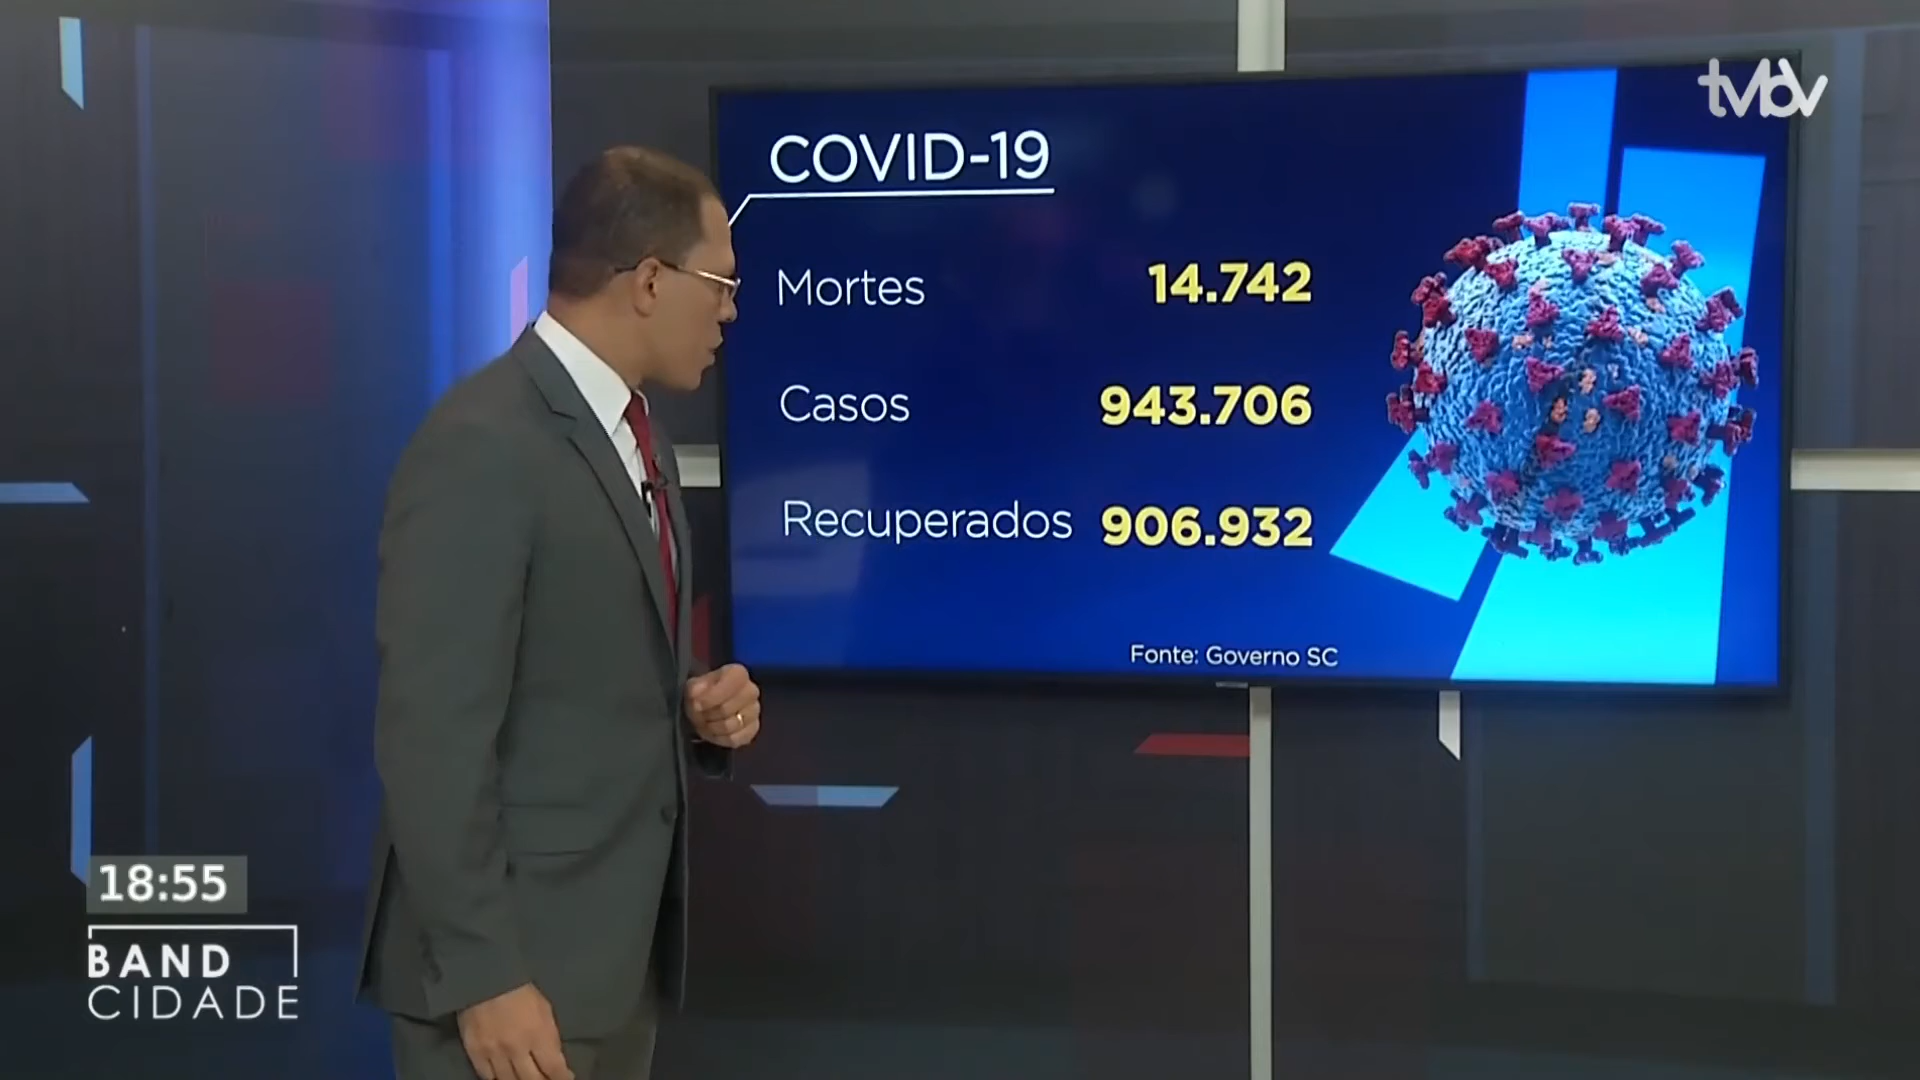 tvbv
COVID-19
Mortes 14.742
Casos 943.706
Recuperados 906.932
Fonte: Governo SC
18:55
BAND
CIDADE